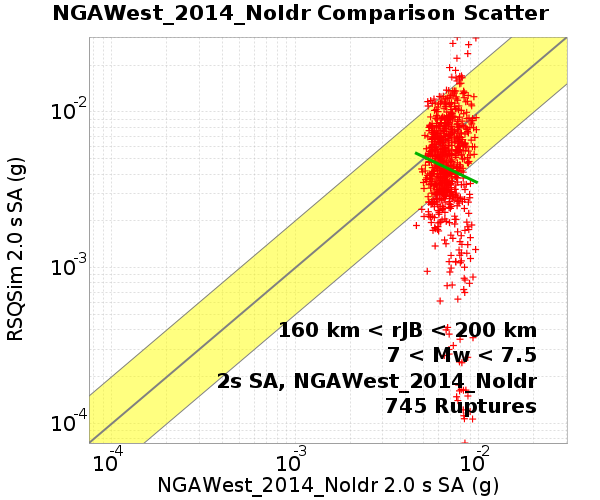 NGAWest_2014_NoIdr Comparison Scatter
RSQSim 2.0 s SA (g)
10-2
10-3
10-4
160 km < rJB < 200 km
7 < Mw < 7.5
2s SA, NGAWest_2014_NoIdr
745 Ruptures
10-4
10-3
10-2
NGAWest_2014_NoIdr 2.0 s SA (g)